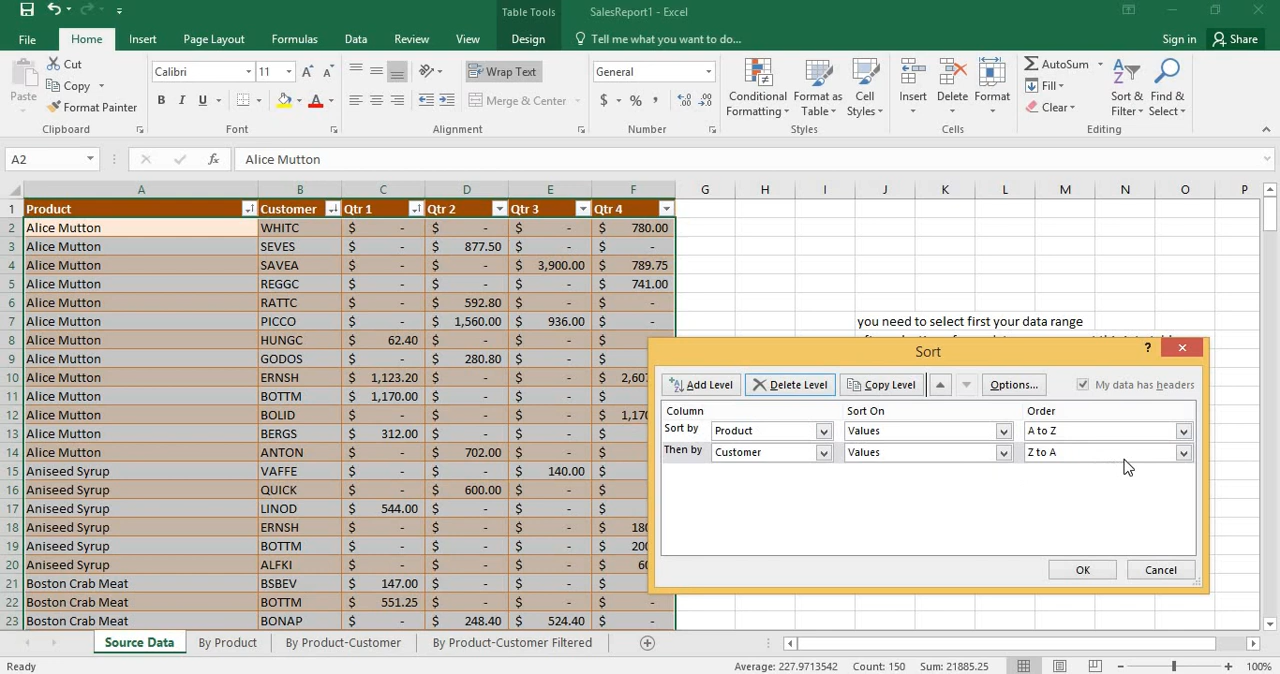 Table Tools
SalesReport1 - Excel
File Home Insert Page Layout Formulas Data Review View Design Tell me what you want to do... Sign in Share
Paste Cut Copy Format Painter Clipboard
Calibri 11 B I U Font
Wrap Text Merge & Center Alignment
General $ % , Number
Conditional Formatting Format as Table Cell Styles Styles
Insert Delete Format Cells
AutoSum Fill Clear Sort & Filter Find & Select Editing
A2 fx Alice Mutton
A B C D E F G H I J K L M N O P
1 Product Customer Qtr 1 Qtr 2 Qtr 3 Qtr 4
2 Alice Mutton WHITC $ - $ - $ - $ 780.00
3 Alice Mutton SEVES $ - $ 877.50 $ - $ -
4 Alice Mutton SAVEA $ - $ - $ 3,900.00 $ 789.75
5 Alice Mutton REGGC $ - $ - $ - $ 741.00
6 Alice Mutton RATTC $ - $ 592.80 $ - $ -
7 Alice Mutton PICCO $ - $ 1,560.00 $ 936.00 $ - you need to select first your data range
8 Alice Mutton HUNGC $ 62.40 $ - $ - $ -
9 Alice Mutton GODOS $ - $ 280.80 $ - $ -
10 Alice Mutton ERNSH $ 1,123.20 $ - $ - $ 2,607
11 Alice Mutton BOTTM $ 1,170.00 $ - $ - $
12 Alice Mutton BOLID $ - $ - $ - $ 1,170
13 Alice Mutton BERGS $ 312.00 $ - $ - $
14 Alice Mutton ANTON $ - $ 702.00 $ - $
15 Aniseed Syrup VAFFE $ - $ - $ 140.00 $
16 Aniseed Syrup QUICK $ - $ 600.00 $ - $
17 Aniseed Syrup LINOD $ 544.00 $ - $ - $
18 Aniseed Syrup ERNSH $ - $ - $ - $ 180
19 Aniseed Syrup BOTTM $ - $ - $ - $ 200
20 Aniseed Syrup ALFKI $ - $ - $ - $ 60
21 Boston Crab Meat BSBEV $ 147.00 $ - $ - $
22 Boston Crab Meat BOTTM $ 551.25 $ - $ - $
23 Boston Crab Meat BONAP $ - $ 248.40 $ 524.40 $
Sort ?
Add Level Delete Level Copy Level Options... My data has headers
Column Sort On Order
Sort by Product Values A to Z
Then by Customer Values Z to A
OK Cancel
Source Data By Product By Product-Customer By Product-Customer Filtered
Ready Average: 227.9713542 Count: 150 Sum: 21885.25 100%